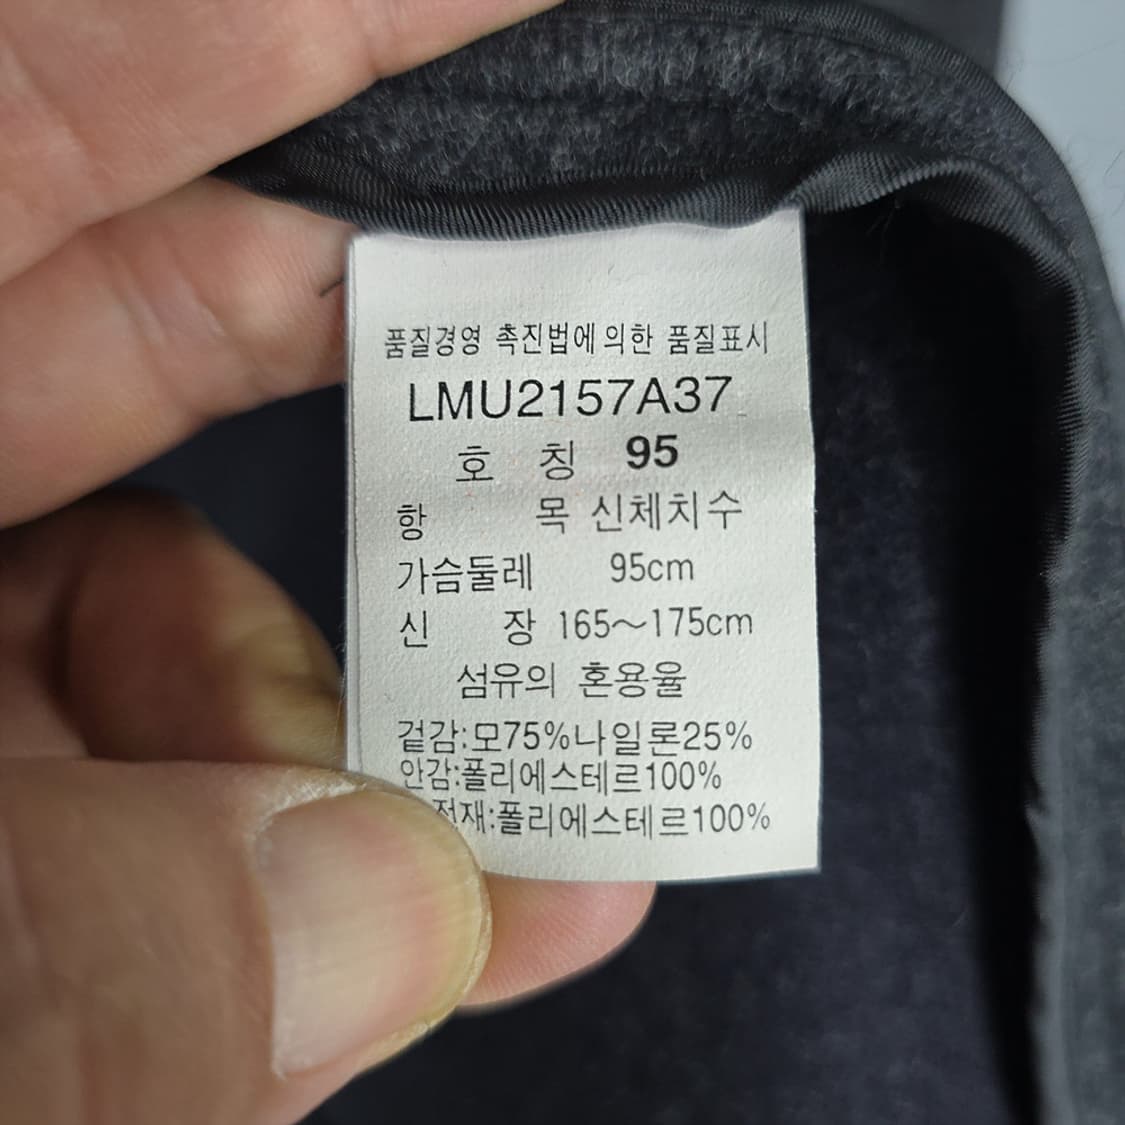 품질경영 촉진법에 의한 품질표시
LMU2157A37
호 칭 95
항 목 신체치수
가슴둘레 95cm
신 장 165~175cm
섬유의 혼용율
겉감:모75%나일론25%
안감:폴리에스테르100%
전재:폴리에스테르100%